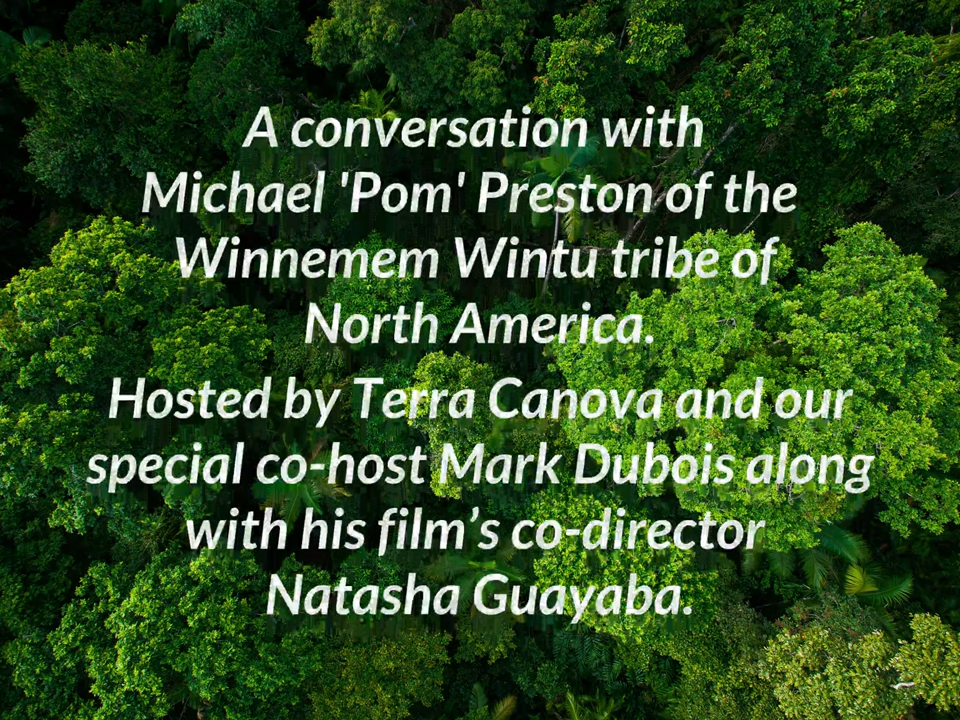 A conversation with
Michael 'Pom' Preston of the
Winnemem Wintu tribe of
North America.
Hosted by Terra Canova and our
special co-host Mark Dubois along
with his film’s co-director
Natasha Guayaba.